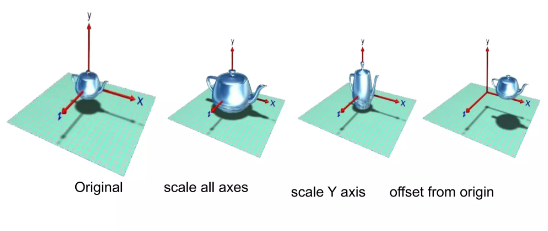 y
X
z
Original
y
X
z
scale all axes
y
X
z
scale Y axis
y
X
z
offset from origin